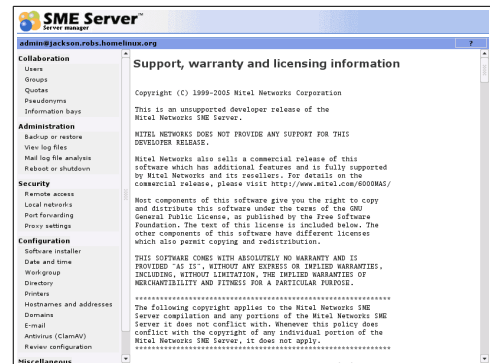 SME Server™
Server manager
admin@jackson.robs.homelinux.org
?
Collaboration
Users
Groups
Quotas
Pseudonyms
Information bays
Administration
Backup or restore
View log files
Mail log file analysis
Reboot or shutdown
Security
Remote access
Local networks
Port forwarding
Proxy settings
Configuration
Software installer
Date and time
Workgroup
Directory
Printers
Hostnames and addresses
Domains
E-mail
Antivirus (ClamAV)
Review configuration
Miscellaneous
Support, warranty and licensing information
Copyright (C) 1999-2005 Mitel Networks Corporation
This is an unsupported developer release of the
Mitel Networks SME Server.
MITEL NETWORKS DOES NOT PROVIDE ANY SUPPORT FOR THIS
DEVELOPER RELEASE.
Mitel Networks also sells a commercial release of this
software which has additional features and is fully supported
by Mitel Networks and its resellers. For details on the
commercial release, please visit http://www.mitel.com/6000MAS/
Most components of this software give you the right to copy
and distribute this software under the terms of the GNU
General Public License, as published by the Free Software
Foundation. The text of this license is included below. The
other components of this software have different licenses
which also permit copying and redistribution.
THIS SOFTWARE COMES WITH ABSOLUTELY NO WARRANTY AND IS
PROVIDED "AS IS", WITHOUT ANY EXPRESS OR IMPLIED WARRANTIES,
INCLUDING, WITHOUT LIMITATION, THE IMPLIED WARRANTIES OF
MERCHANTIBILITY AND FITNESS FOR A PARTICULAR PURPOSE.
**************************************************************
The following copyright applies to the Mitel Networks SME
Server compilation and any portions of the Mitel Networks SME
Server it does not conflict with. Whenever this policy does
conflict with the copyright of any individual portion of the
Mitel Networks SME Server, it does not apply.
**************************************************************